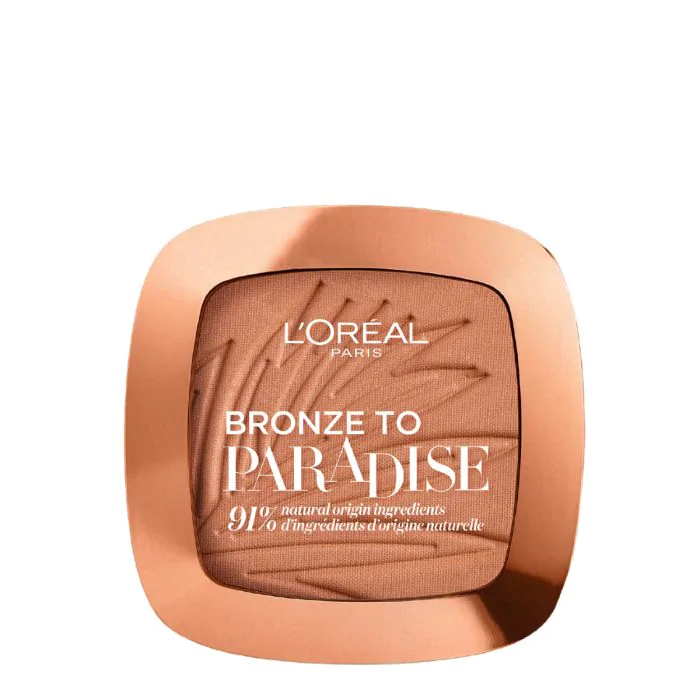 L'ORÉAL
PARIS
BRONZE TO
PARADISE
91% natural origin ingredients
d'ingrédients d'origine naturelle